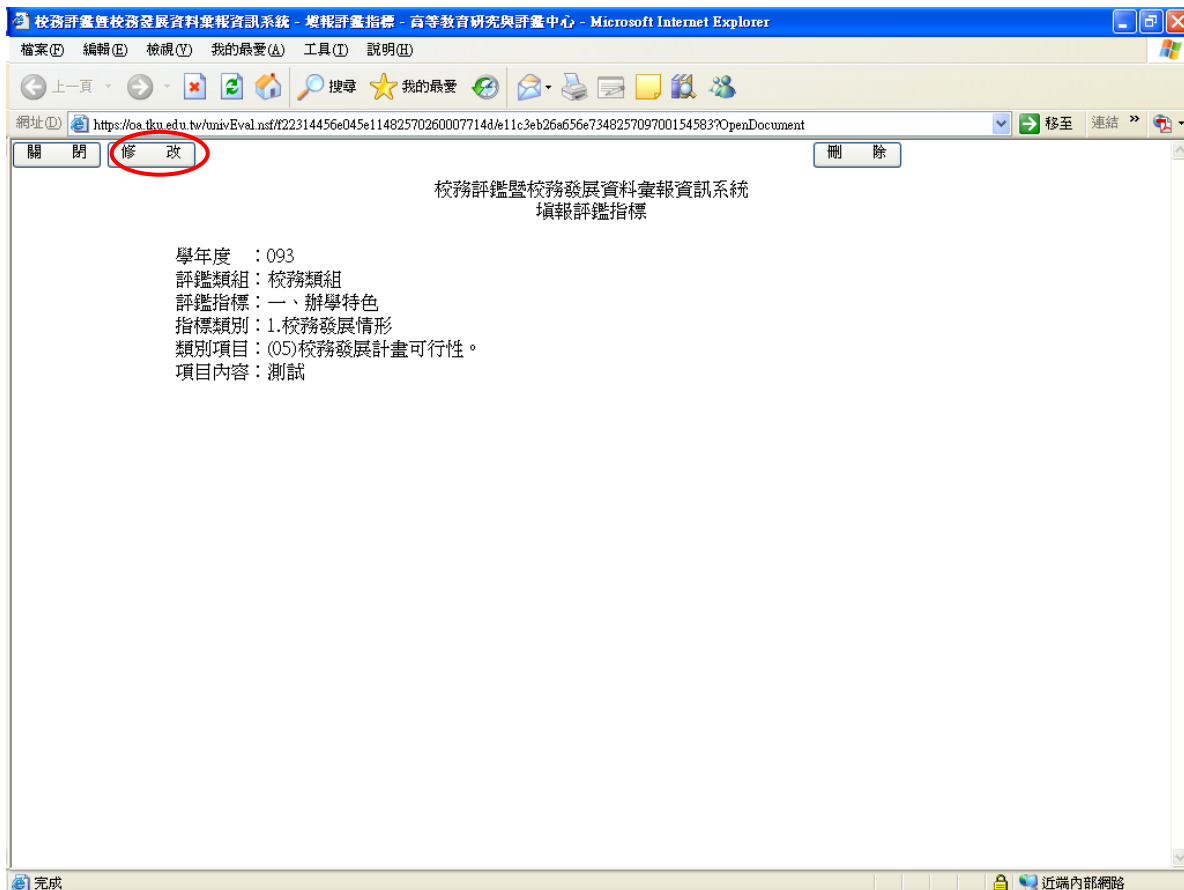 校務評鑑暨校務發展資料彙報資訊系統 - 填報評鑑指標 - 高等教育研究與評鑑中心 - Microsoft Internet Explorer
檔案(F) 編輯(E) 檢視(V) 我的最愛(A) 工具(T) 說明(H)
上一頁 搜尋 我的最愛
網址(D) https://oa.tku.edu.tw/univEval.nsf/f22314456e045e11482570260007714d/e11c3eb26a656e734825709700154583?OpenDocument 移至 連結 »
關 閉 修 改 刪 除
校務評鑑暨校務發展資料彙報資訊系統
填報評鑑指標
學年度 :093
評鑑類組:校務類組
評鑑指標:一、辦學特色
指標類別:1.校務發展情形
類別項目:(05)校務發展計畫可行性。
項目內容:測試
完成 近端內部網路